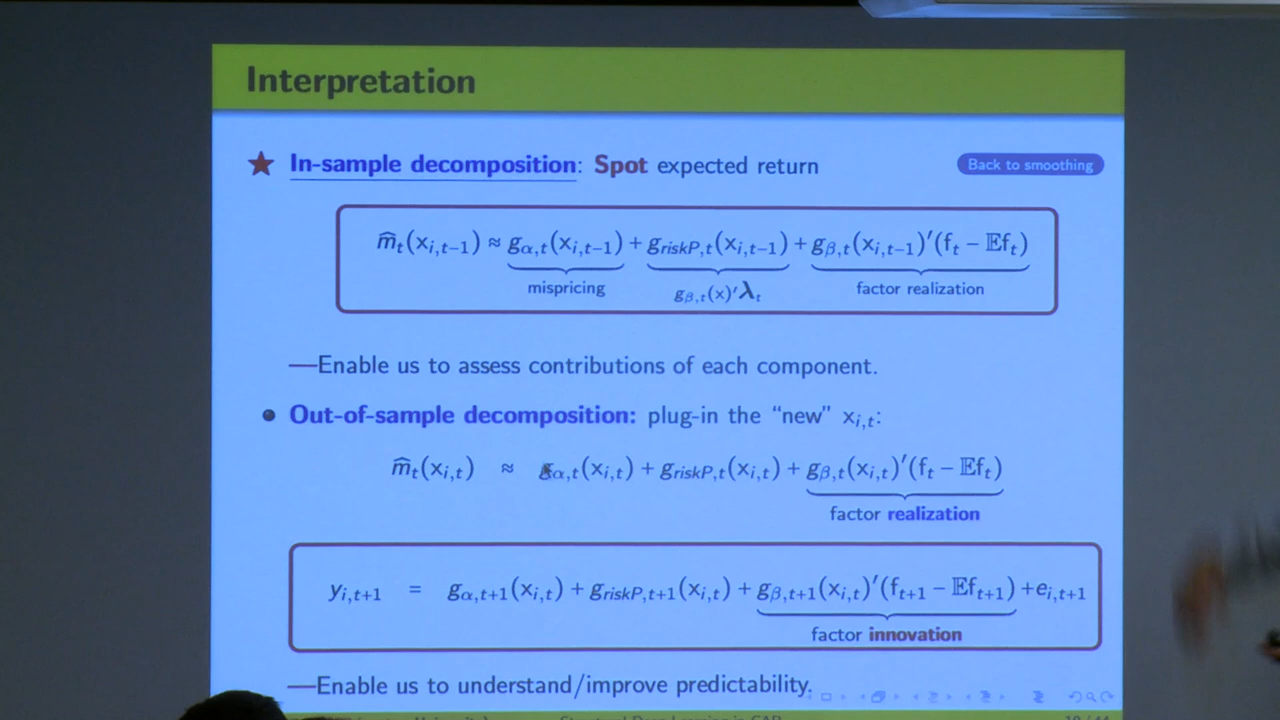 Interpretation
★ In-sample decomposition: Spot expected return
Back to smoothing
m̂_t(x_{i,t−1}) ≈ g_{α,t}(x_{i,t−1}) + g_{riskP,t}(x_{i,t−1}) + g_{β,t}(x_{i,t−1})′(f_t − 𝔼f_t)
mispricing g_{β,t}(x)′λ_t factor realization
—Enable us to assess contributions of each component.
● Out-of-sample decomposition: plug-in the “new” x_{i,t}:
m̂_t(x_{i,t}) ≈ g_{α,t}(x_{i,t}) + g_{riskP,t}(x_{i,t}) + g_{β,t}(x_{i,t})′(f_t − 𝔼f_t)
factor realization
y_{i,t+1} = g_{α,t+1}(x_{i,t}) + g_{riskP,t+1}(x_{i,t}) + g_{β,t+1}(x_{i,t})′(f_{t+1} − 𝔼f_{t+1}) + e_{i,t+1}
factor innovation
—Enable us to understand/improve predictability.